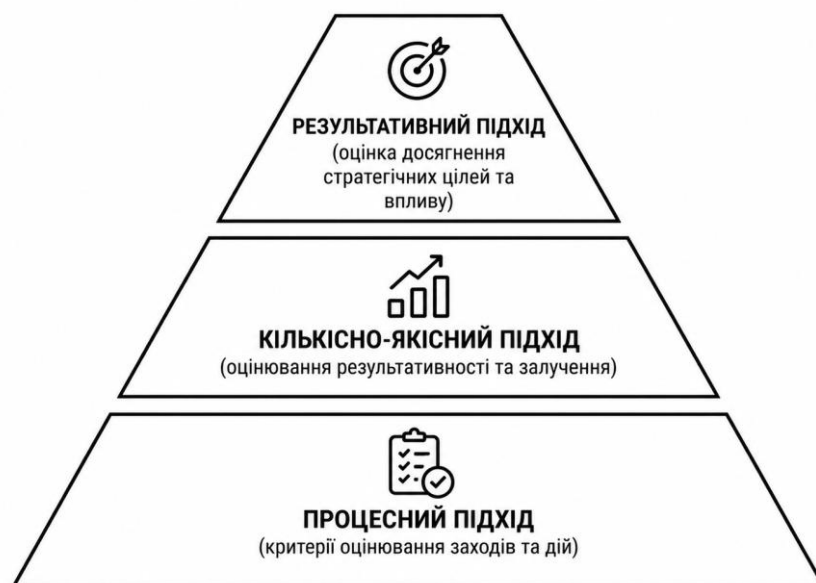 РЕЗУЛЬТАТИВНИЙ ПІДХІД
(оцінка досягнення
стратегічних цілей та
впливу)
КІЛЬКІСНО-ЯКІСНИЙ ПІДХІД
(оцінювання результативності та залучення)
ПРОЦЕСНИЙ ПІДХІД
(критерії оцінювання заходів та дій)